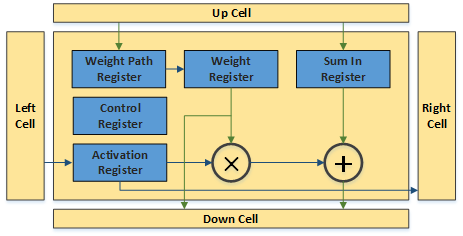 Up Cell
Left
Cell
Weight Path
Register
Weight
Register
Sum In
Register
Control
Register
Activation
Register
×
+
Right
Cell
Down Cell